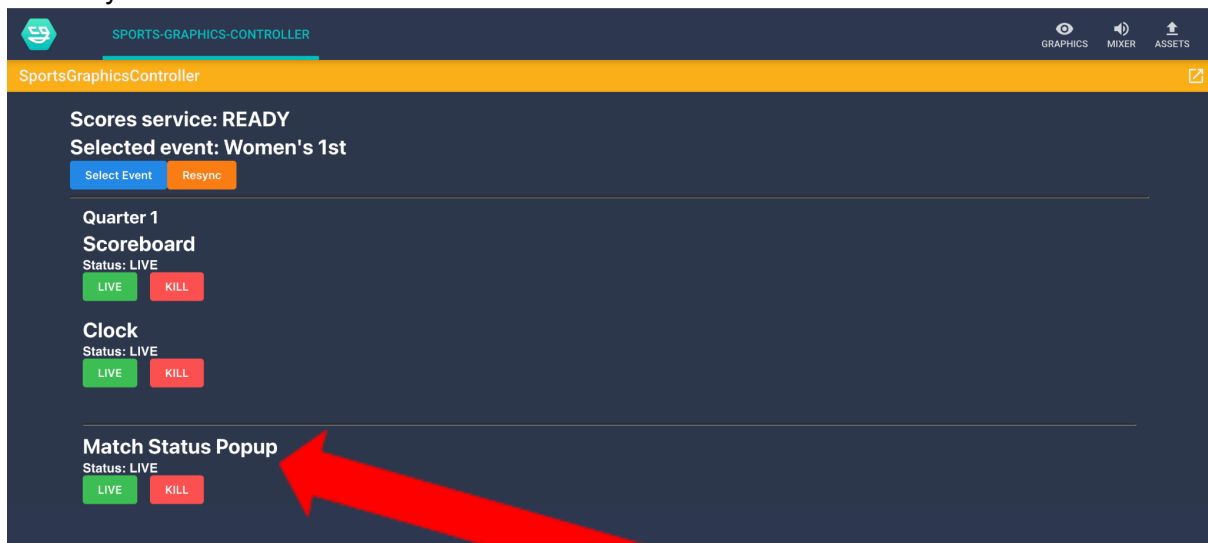 SPORTS-GRAPHICS-CONTROLLER
GRAPHICS
MIXER
ASSETS
SportsGraphicsController
Scores service: READY
Selected event: Women's 1st
Select Event
Resync
Quarter 1
Scoreboard
Status: LIVE
LIVE
KILL
Clock
Status: LIVE
LIVE
KILL
Match Status Popup
Status: LIVE
LIVE
KILL